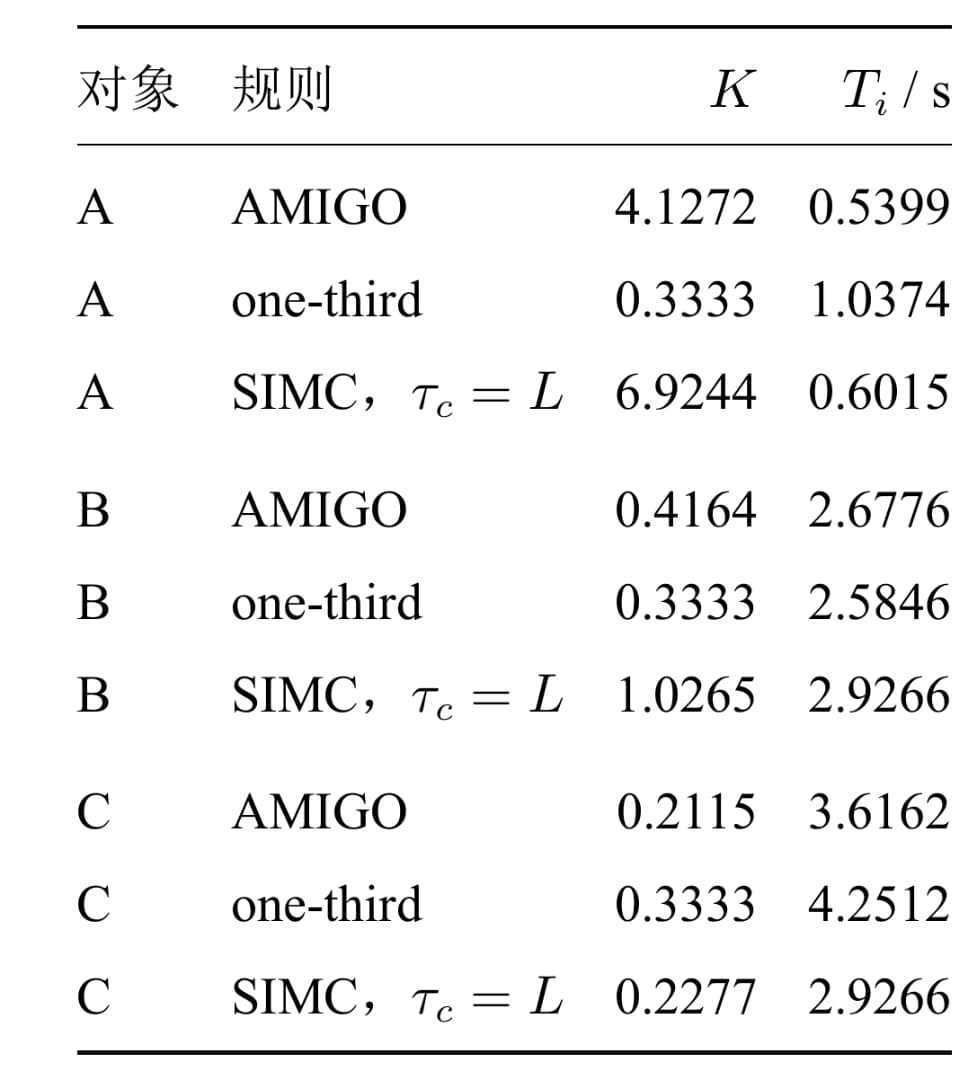 对象 规则 K T_i / s
A AMIGO 4.1272 0.5399
A one-third 0.3333 1.0374
A SIMC，τ_c = L 6.9244 0.6015
B AMIGO 0.4164 2.6776
B one-third 0.3333 2.5846
B SIMC，τ_c = L 1.0265 2.9266
C AMIGO 0.2115 3.6162
C one-third 0.3333 4.2512
C SIMC，τ_c = L 0.2277 2.9266